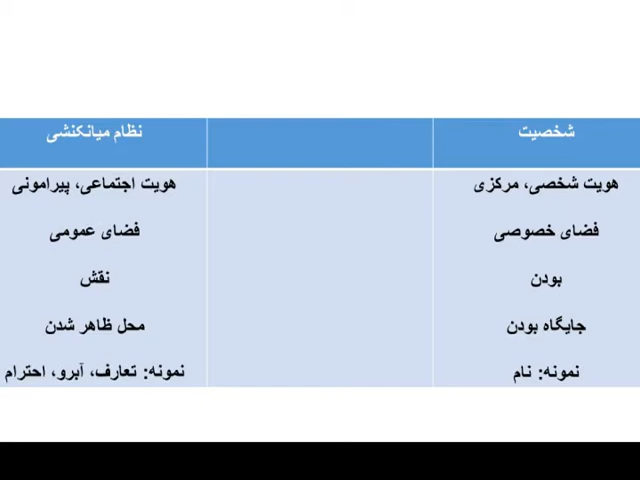 شخصیت
نظام میانکنشی
هویت شخصی، مرکزی
هویت اجتماعی، پیرامونی
فضای خصوصی
فضای عمومی
بودن
نقش
جایگاه بودن
محل ظاهر شدن
نمونه: نام
نمونه: تعارف، آبرو، احترام